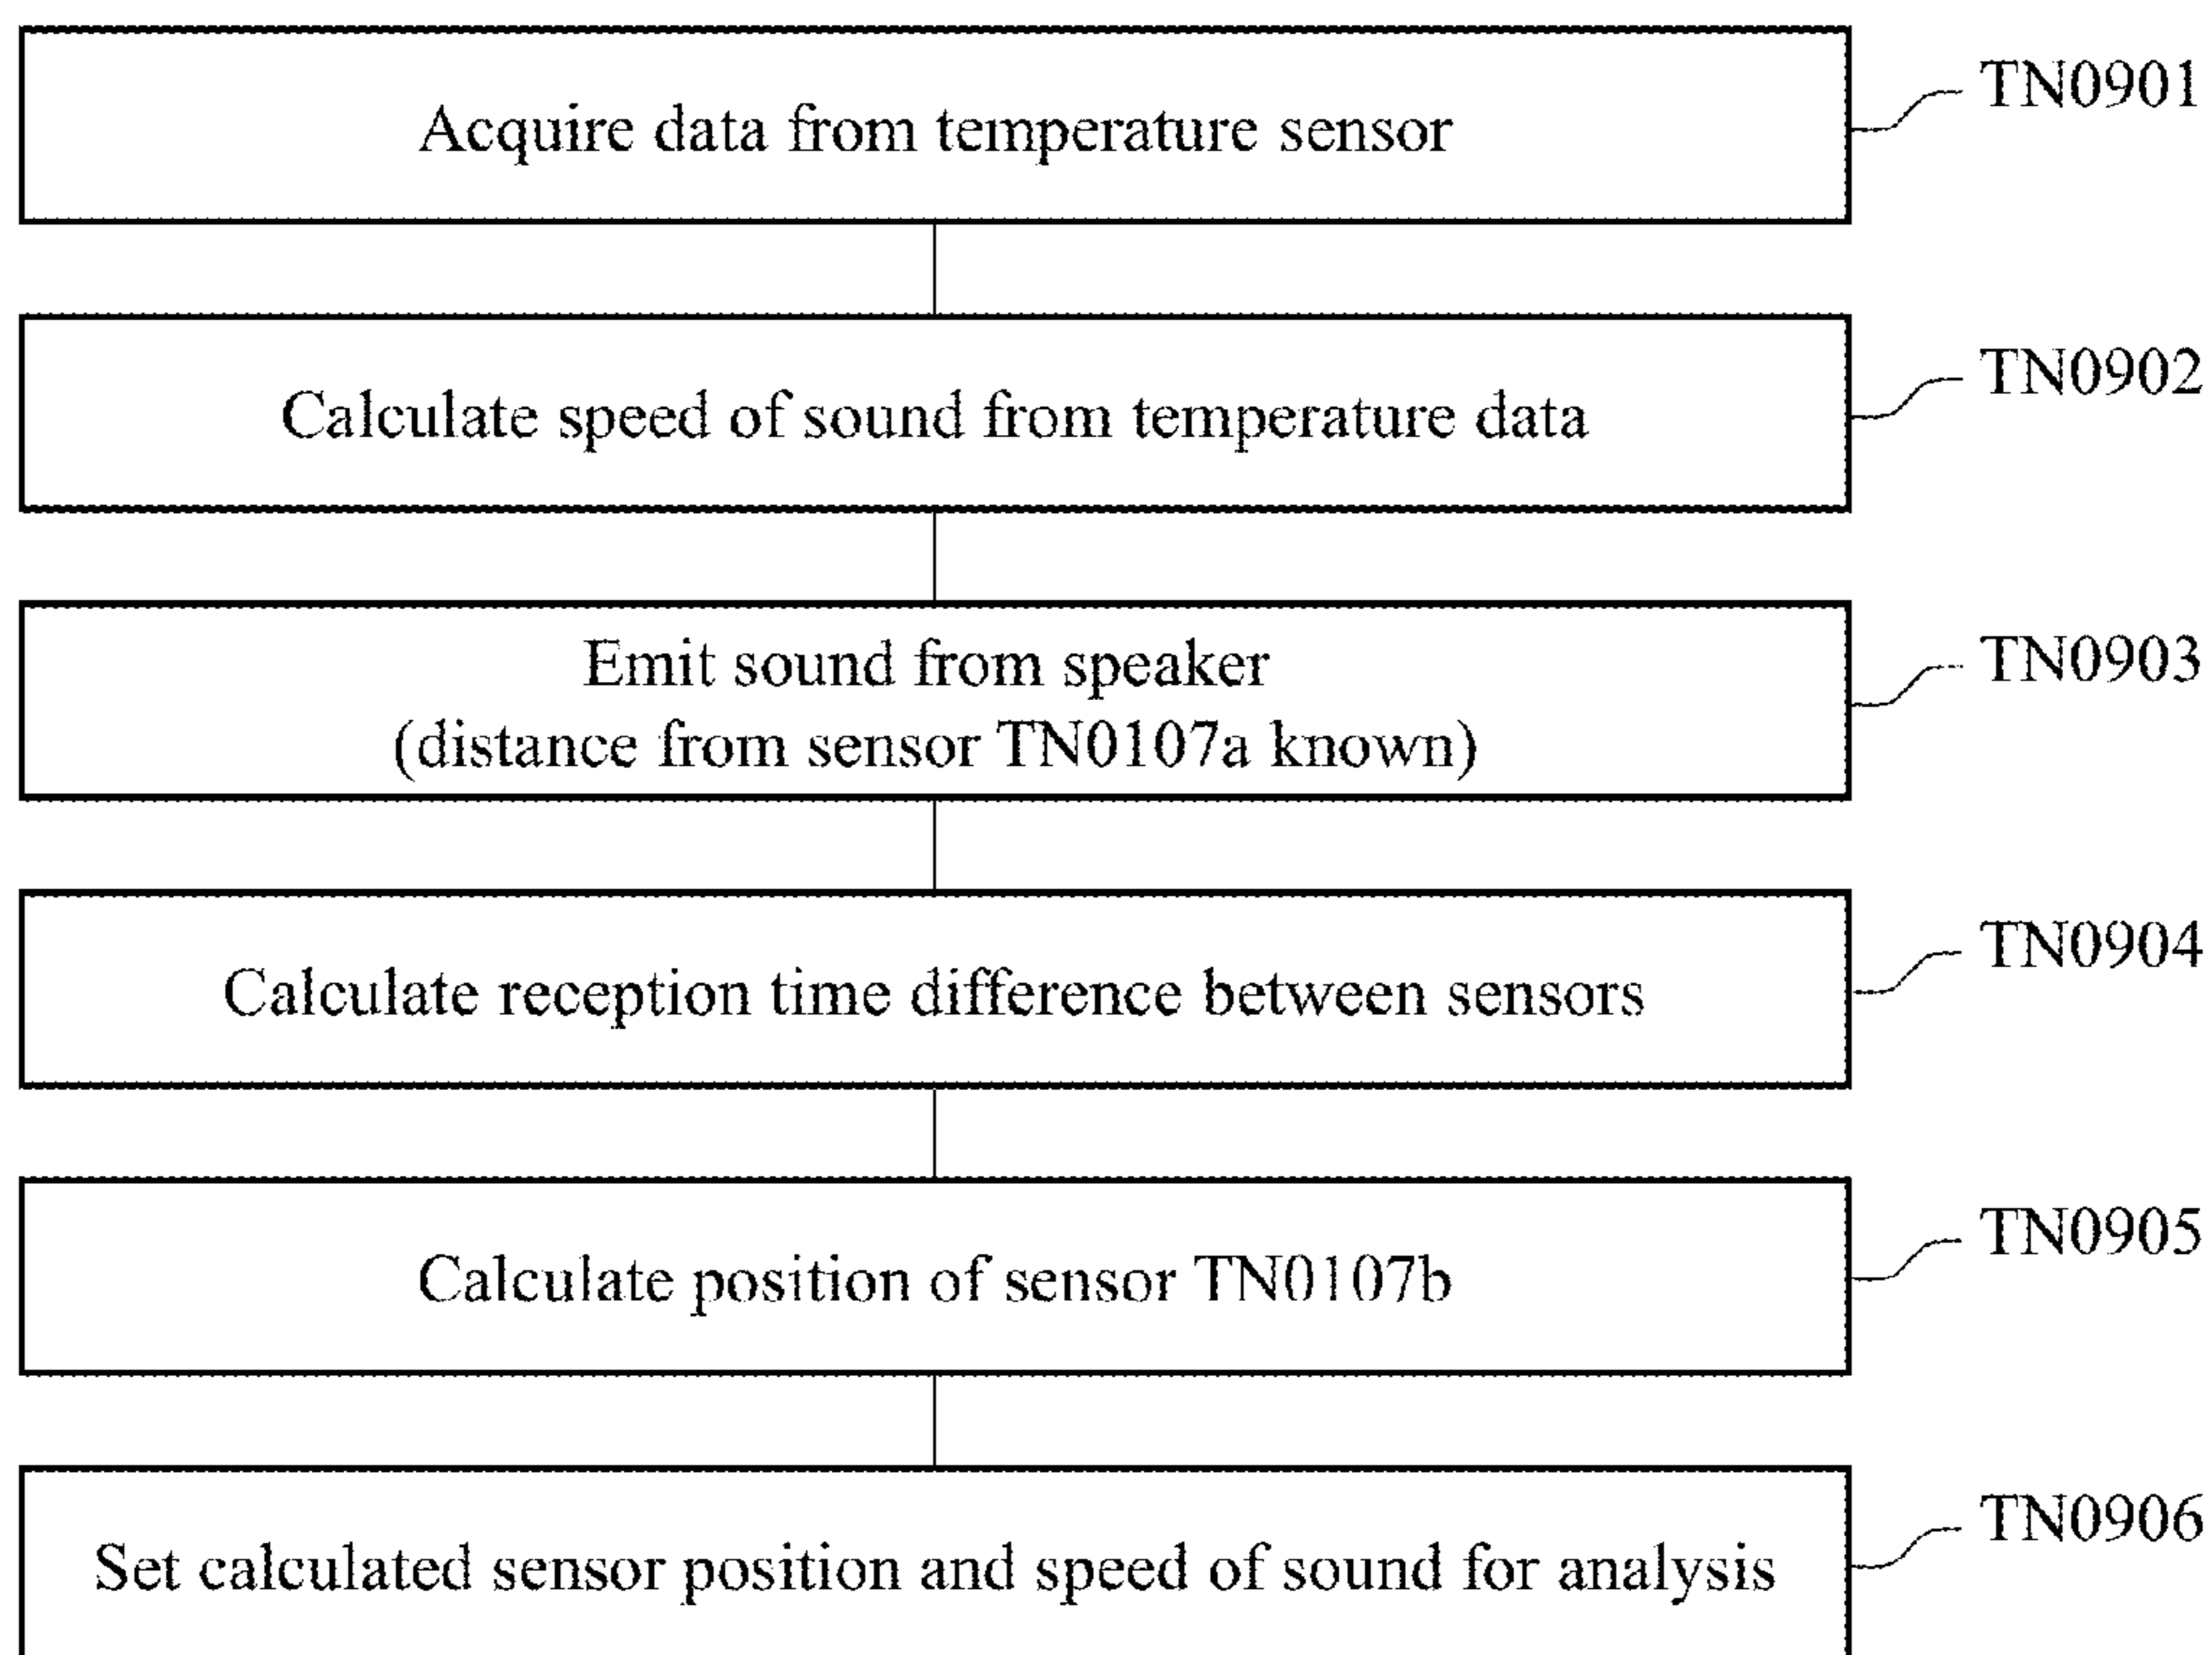 Acquire data from temperature sensor
TN0901
Calculate speed of sound from temperature data
TN0902
Emit sound from speaker
(distance from sensor TN0107a known)
TN0903
Calculate reception time difference between sensors
TN0904
Calculate position of sensor TN0107b
TN0905
Set calculated sensor position and speed of sound for analysis
TN0906